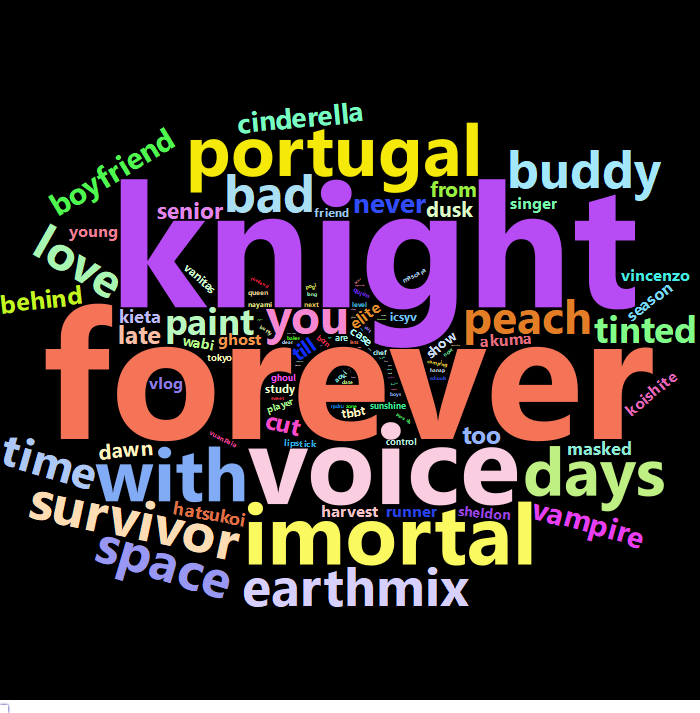 cinderella
portugal
boyfriend
bad
buddy
senior
friend
never
from
dusk
singer
knight
young
love
vanitas
vincenzo
season
behind
queen
nayami
next
level
kieta
late
paint
you
elite
icsyv
peach
tinted
wabi
ghost
case
show
akuma
till
are
tokyo
chef
forever
vlog
ghoul
study
player
date
boys
sunshine
tbbt
koishite
cut
lipstick
control
too
masked
dawn
time
with
voice
days
survivor
hatsukoi
harvest
runner
sheldon
vampire
imortal
space
earthmix